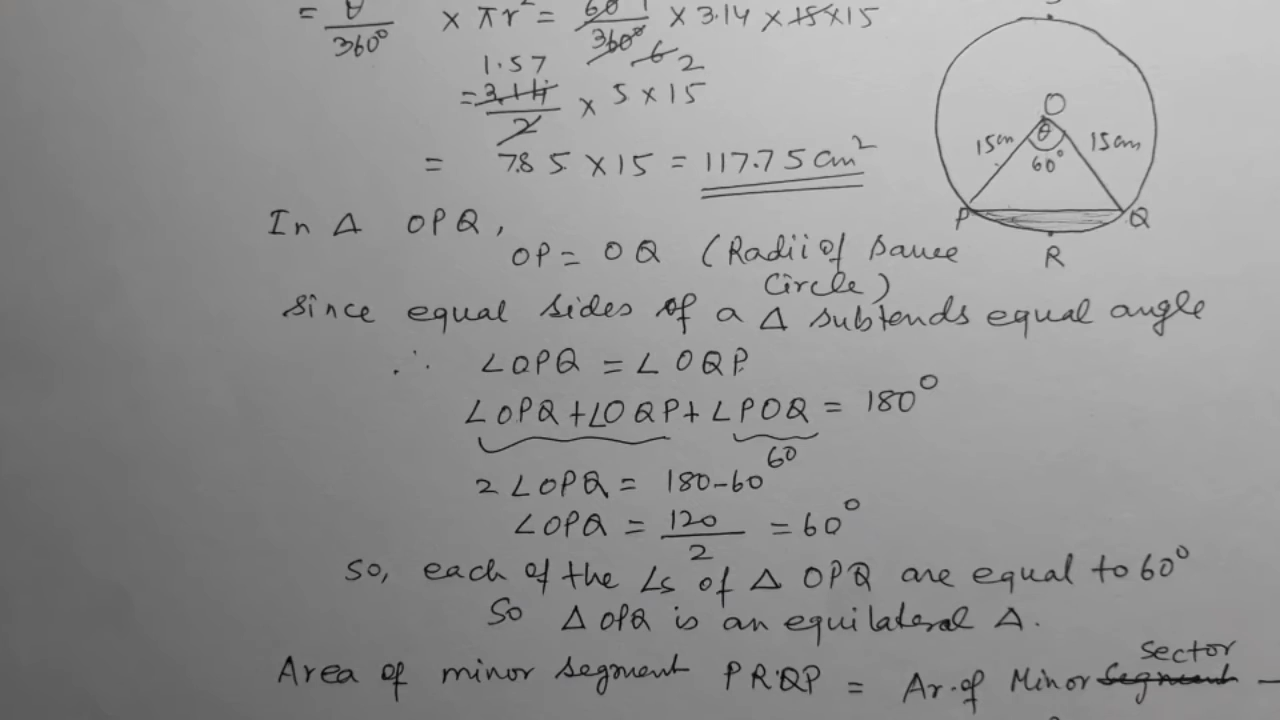 = θ/360° × πr² = 60/360° × 3.14 × 15 × 15
1.57 6 2
= 3.14/2 × 5 × 15
= 78.5 × 15 = 117.75 cm²
O
15cm θ 15cm
60°
P Q
R
In Δ OPQ,
OP = OQ (Radii of same
Circle)
Since equal sides of a Δ subtends equal angle
∴ ∠OPQ = ∠OQP
∠OPQ + ∠OQP + ∠POQ = 180°
60
2∠OPQ = 180-60
∠OPQ = 120/2 = 60°
So, each of the ∠s of Δ OPQ are equal to 60°
So Δ OPQ is an equilateral Δ.
sector
Area of minor segment PRQP = Ar. of Minor Segment -